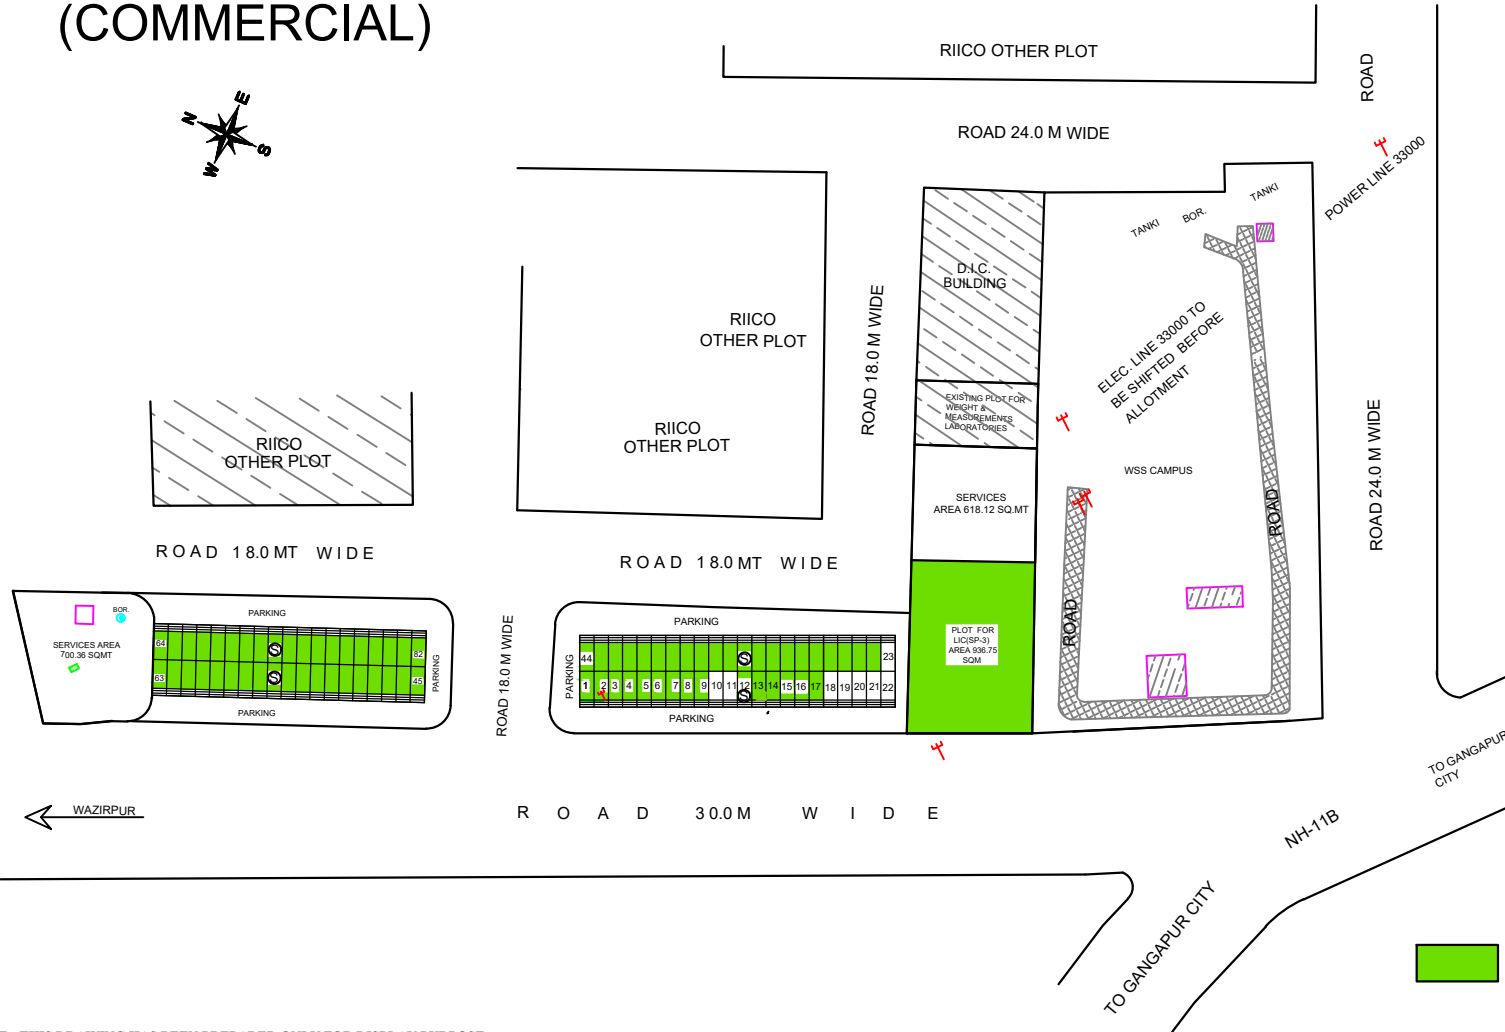 (COMMERCIAL)
RIICO OTHER PLOT
ROAD
ROAD 24.0 M WIDE
POWER LINE 33000
N
E
S
W
TANKI
BOR.
TANKI
D.I.C.
BUILDING
RIICO
OTHER PLOT
ROAD 18.0 M WIDE
ELEC. LINE 33000 TO
BE SHIFTED BEFORE
ALLOTMENT
EXISTING PLOT FOR
WEIGHT &
MEASUREMENTS
LABORATORIES
RIICO
OTHER PLOT
RIICO
OTHER PLOT
ROAD 24.0 M WIDE
WSS CAMPUS
SERVICES
AREA 618.12 SQ.MT
ROAD
ROAD
ROAD 18.0 MT WIDE
ROAD 18.0 MT WIDE
BOR.
PARKING
SERVICES AREA
700.36 SQMT
64
S
82
63
S
45
PARKING
PARKING
ROAD 18.0 M WIDE
PARKING
PARKING
44
S
23
1 2 3 4 5 6 7 8 9 10 11 12 13 14 15 16 17 18 19 20 21 22
S
PARKING
PLOT FOR
LIC(SP-3)
AREA 936.75
SQM
WAZIRPUR
ROAD 30.0 M WIDE
TO GANGAPUR
CITY
NH-11B
TO GANGAPUR CITY